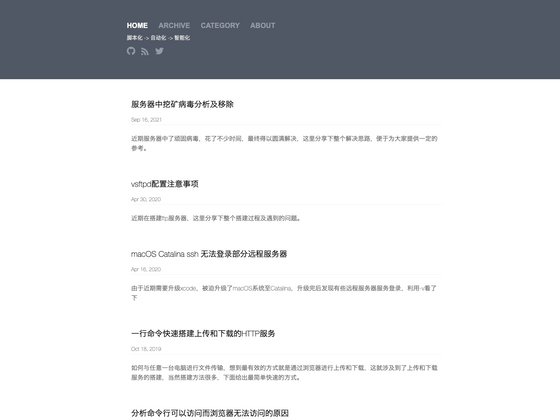 HOME ARCHIVE CATEGORY ABOUT
脚本化 -> 自动化 -> 智能化
服务器中挖矿病毒分析及移除
Sep 16, 2021
近期服务器中了顽固病毒，花了不少时间，最终得以圆满解决，这里分享下整个解决思路，便于为大家提供一定的
参考。
vsftpd配置注意事项
Apr 30, 2020
近期在搭建ftp服务器，这里分享下整个搭建过程及遇到的问题。
macOS Catalina ssh 无法登录部分远程服务器
Apr 16, 2020
由于近期需要升级xcode，被迫升级了macOS系统至Catalina，升级完后发现有些远程服务器服务登录，利用-v看了
下
一行命令快速搭建上传和下载的HTTP服务
Oct 18, 2019
如何与任意一台电脑进行文件传输，想到最有效的方式就是通过浏览器进行上传和下载，这就涉及到了上传和下载
服务的搭建，当然搭建方法很多，下面给出最简单快速的方式。
分析命令行可以访问而浏览器无法访问的原因